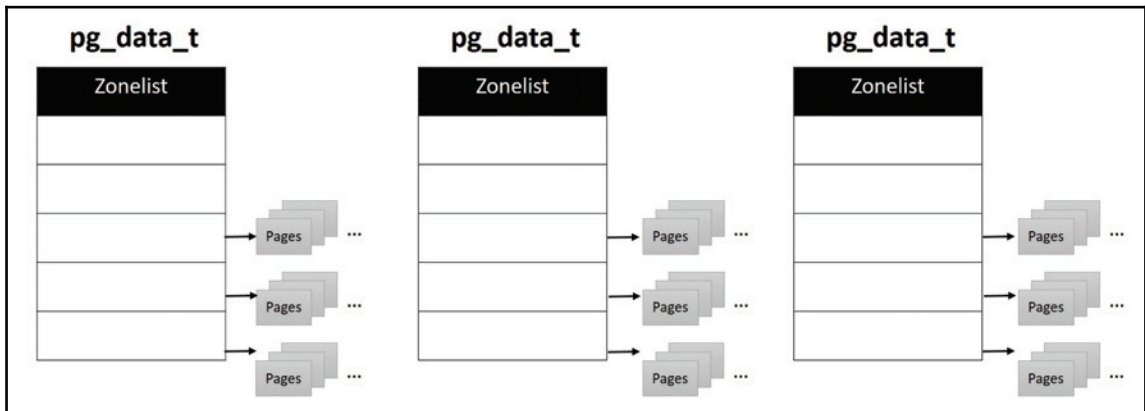 pg_data_t pg_data_t pg_data_t
Zonelist Zonelist Zonelist
Pages ... Pages ... Pages ...
Pages ... Pages ... Pages ...
Pages ... Pages ... Pages ...